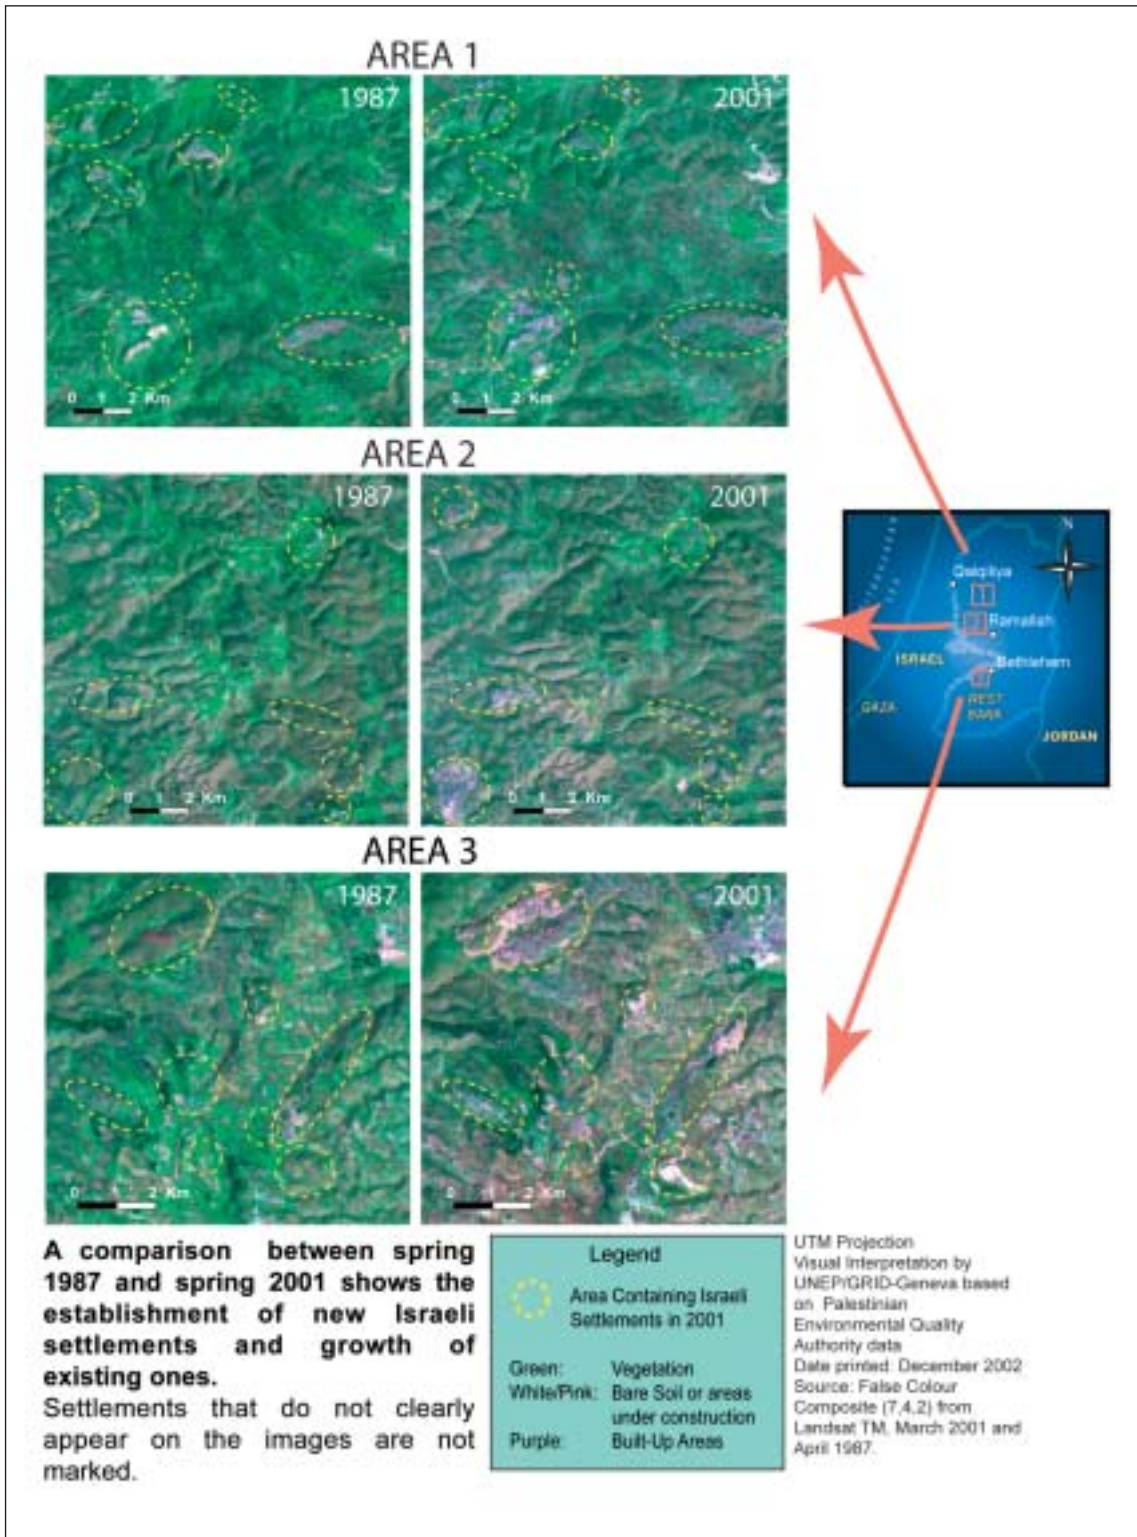 AREA 1
1987
2001
0 1 2 Km
0 1 2 Km
AREA 2
1987
2001
0 1 2 Km
0 1 2 Km
AREA 3
1987
2001
0 1 2 Km
0 1 2 Km
N
Qalqiliya
1
2
Ramallah
ISRAEL
Bethlehem
3
GAZA
WEST
BANK
JORDAN
A comparison between spring
1987 and spring 2001 shows the
establishment of new Israeli
settlements and growth of
existing ones.
Settlements that do not clearly
appear on the images are not
marked.
Legend
Area Containing Israeli
Settlements in 2001
Green: Vegetation
White/Pink: Bare Soil or areas
under construction
Purple: Built-Up Areas
UTM Projection
Visual Interpretation by
UNEP/GRID-Geneva based
on Palestinian
Environmental Quality
Authority data
Date printed: December 2002
Source: False Colour
Composite (7,4,2) from
Landsat TM, March 2001 and
April 1987.